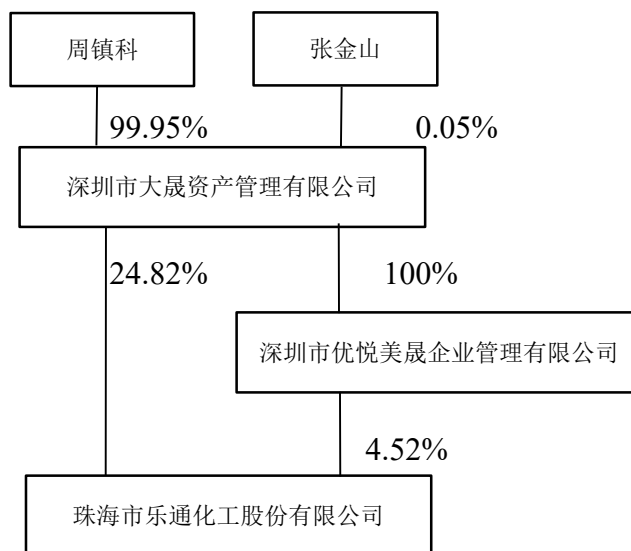 周镇科
张金山
99.95%
0.05%
深圳市大晟资产管理有限公司
24.82%
100%
深圳市优悦美晟企业管理有限公司
4.52%
珠海市乐通化工股份有限公司